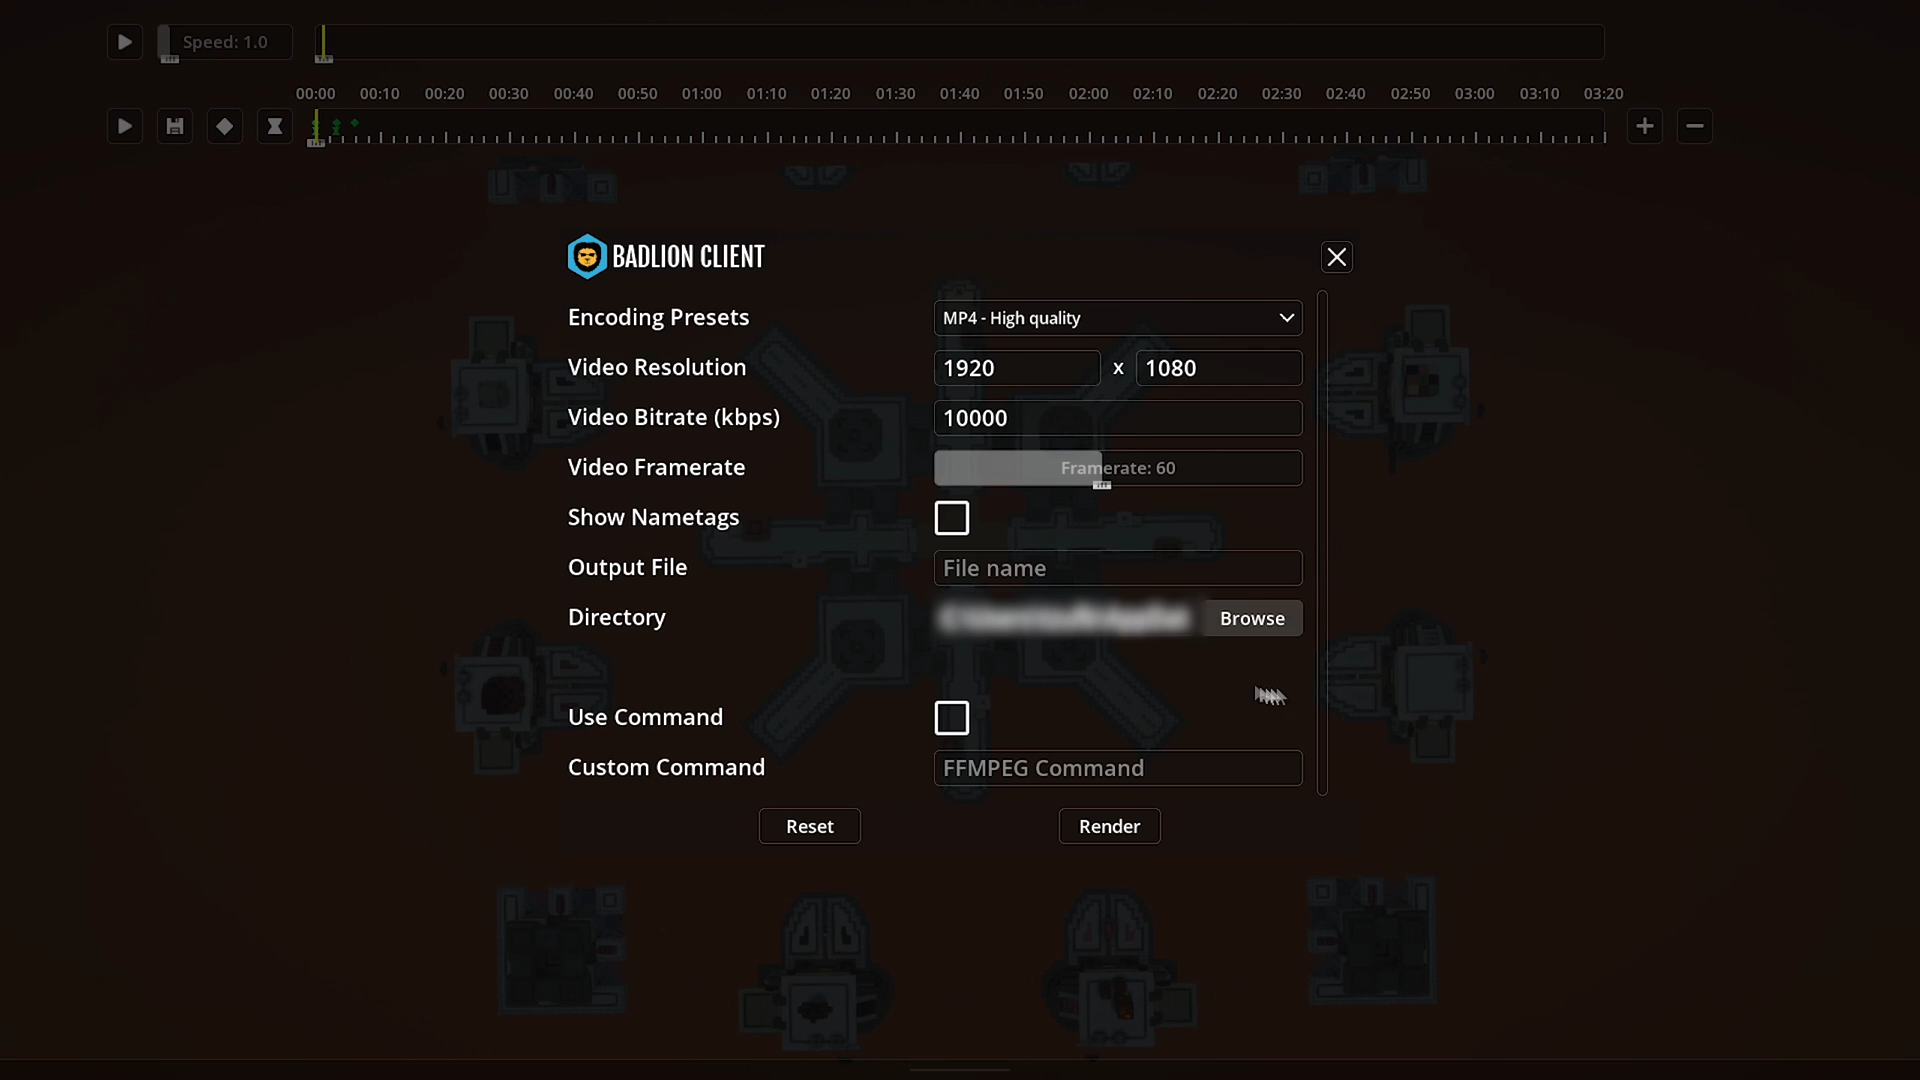 Speed: 1.0
00:00 00:10 00:20 00:30 00:40 00:50 01:00 01:10 01:20 01:30 01:40 01:50 02:00 02:10 02:20 02:30 02:40 02:50 03:00 03:10 03:20
BADLION CLIENT
Encoding Presets MP4 - High quality
Video Resolution 1920 x 1080
Video Bitrate (kbps) 10000
Video Framerate Framerate: 60
Show Nametags
Output File File name
Directory Browse
Use Command
Custom Command FFMPEG Command
Reset Render